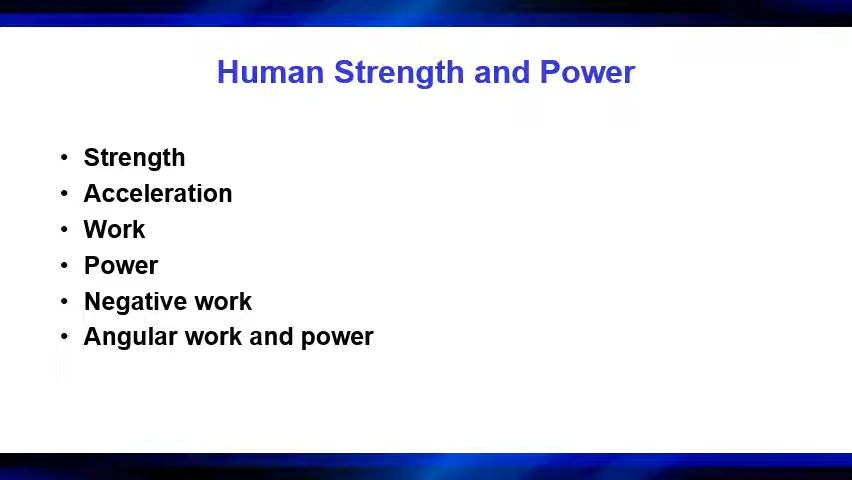 Human Strength and Power
• Strength
• Acceleration
• Work
• Power
• Negative work
• Angular work and power